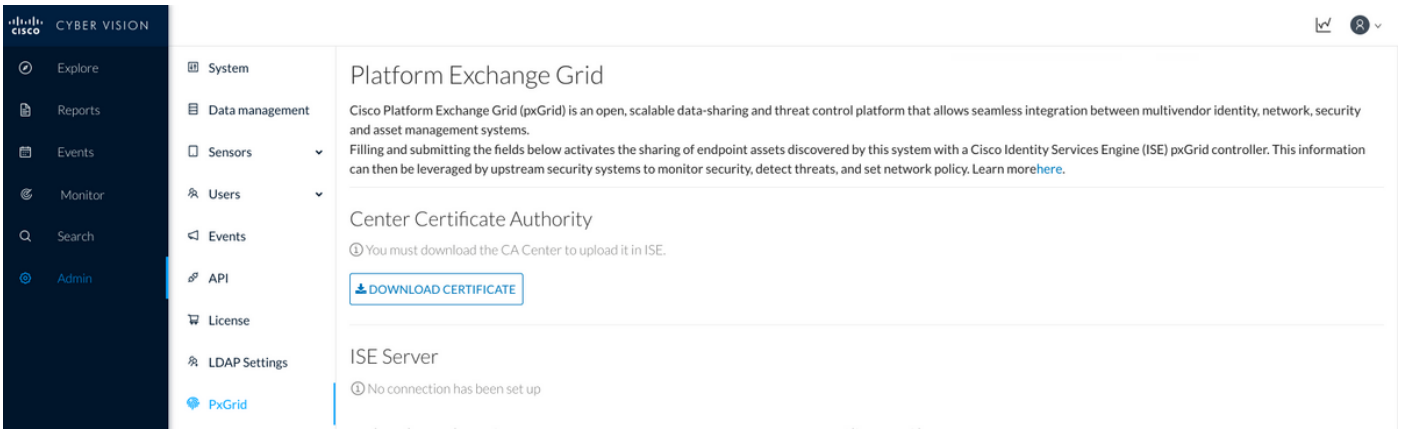 CISCO CYBER VISION
Explore
Reports
Events
Monitor
Search
Admin
System
Data management
Sensors
Users
Events
API
License
LDAP Settings
PxGrid
Platform Exchange Grid
Cisco Platform Exchange Grid (pxGrid) is an open, scalable data-sharing and threat control platform that allows seamless integration between multivendor identity, network, security
and asset management systems.
Filling and submitting the fields below activates the sharing of endpoint assets discovered by this system with a Cisco Identity Services Engine (ISE) pxGrid controller. This information
can then be leveraged by upstream security systems to monitor security, detect threats, and set network policy. Learn morehere.
Center Certificate Authority
You must download the CA Center to upload it in ISE.
DOWNLOAD CERTIFICATE
ISE Server
No connection has been set up